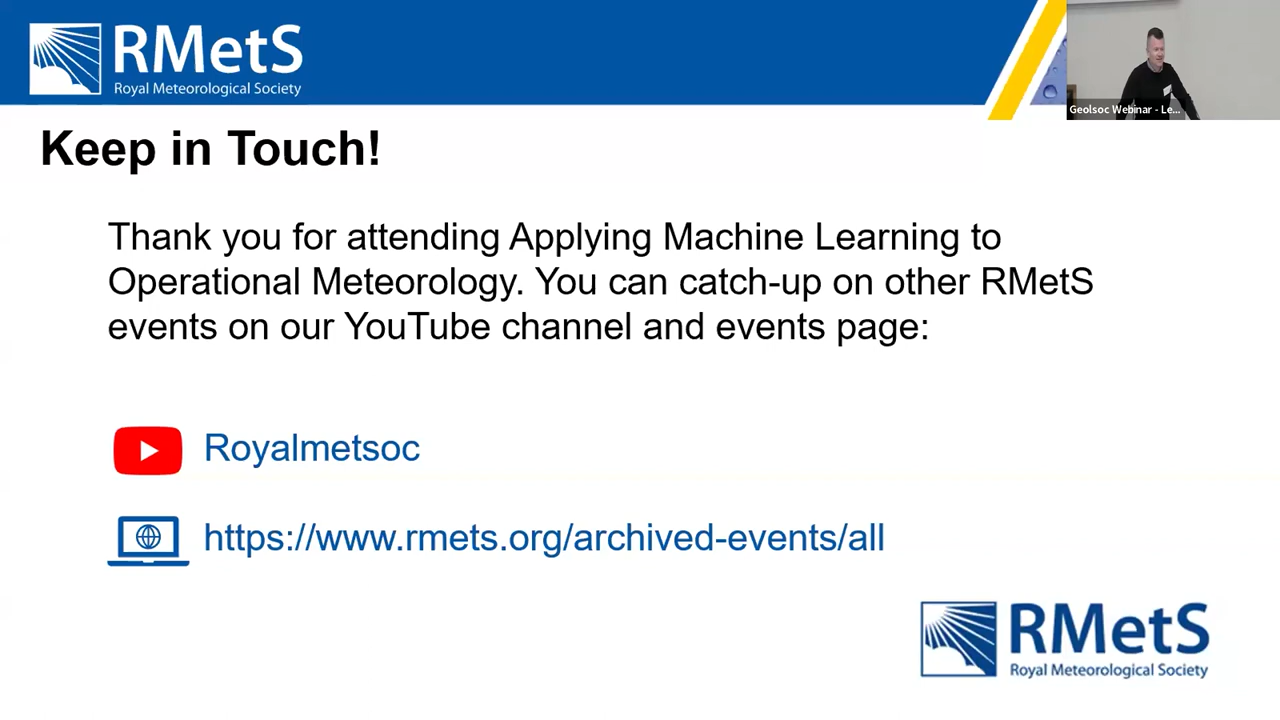 RMetS
Royal Meteorological Society
Geolsoc Webinar - Le...
Keep in Touch!
Thank you for attending Applying Machine Learning to
Operational Meteorology. You can catch-up on other RMetS
events on our YouTube channel and events page:
Royalmetsoc
https://www.rmets.org/archived-events/all
RMetS
Royal Meteorological Society